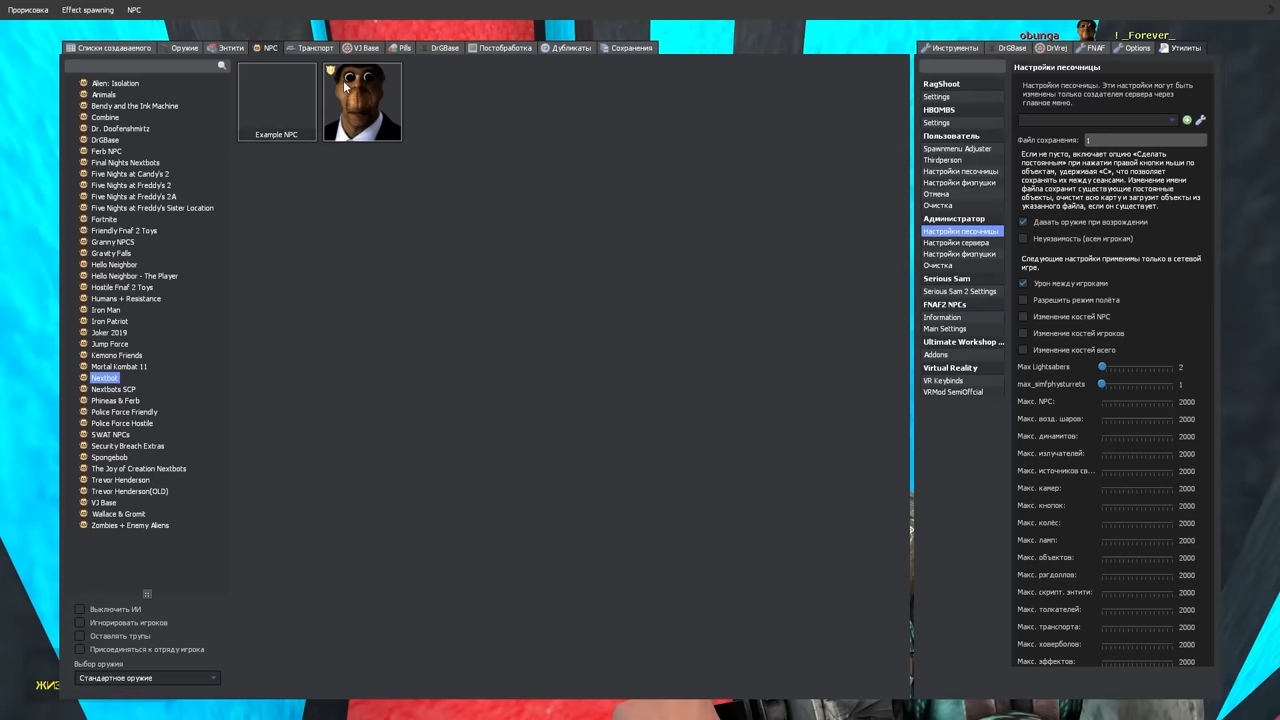 Прорисовка
Effect spawning
NPC
obunga
! _Forever_
Списки создаваемого
Оружие
Энтити
NPC
Транспорт
VJ Base
Pills
DrGBase
Постобработка
Дубликаты
Сохранения
Инструменты
DrGBase
DrVrej
FNAF
Options
Утилиты
Alien: Isolation
Animals
Bendy and the Ink Machine
Combine
Dr. Doofenshmirtz
DrGBase
Ferb NPC
Final Nights Nextbots
Five Nights at Candy's 2
Five Nights at Freddy's 2
Five Nights at Freddy's 2A
Five Nights at Freddy's Sister Location
Fortnite
Friendly Fnaf 2 Toys
Granny NPCS
Gravity Falls
Hello Neighbor
Hello Neighbor - The Player
Hostile Fnaf 2 Toys
Humans + Resistance
Iron Man
Iron Patriot
Joker 2019
Jump Force
Kemono Friends
Mortal Kombat 11
Nextbot
Nextbots SCP
Phineas & Ferb
Police Force Friendly
Police Force Hostile
SWAT NPCs
Security Breach Extras
Spongebob
The Joy of Creation Nextbots
Trevor Henderson
Trevor Henderson(OLD)
VJ Base
Wallace & Gromit
Zombies + Enemy Aliens
Выключить ИИ
Игнорировать игроков
Оставлять трупы
Присоединяться к отряду игрока
Выбор оружия
Стандартное оружие
ЖИЗ
Example NPC
RagShoot
Settings
HBOMBS
Settings
Пользователь
Spawnmenu Adjuster
Thirdperson
Настройки песочницы
Настройки физпушки
Отмена
Очистка
Администратор
Настройки песочницы
Настройки сервера
Настройки физпушки
Очистка
Serious Sam
Serious Sam 2 Settings
FNAF2 NPCs
Information
Main Settings
Ultimate Workshop ...
Addons
Virtual Reality
VR Keybinds
VRMod SemiOffcial
Настройки песочницы
Настройки песочницы. Эти настройки могут быть
изменены только создателем сервера через
главное меню.
Файл сохранения: 1
Если не пусто, включает опцию «Сделать
постоянным» при нажатии правой кнопки мыши по
объектам, удерживая «C», что позволяет
сохранять их между сеансами. Изменение имени
файла сохранит существующие постоянные
объекты, очистит всю карту и загрузит объекты из
указанного файла, если он существует.
Давать оружие при возрождении
Неуязвимость (всем игрокам)
Следующие настройки применимы только в сетевой
игре.
Урон между игроками
Разрешить режим полёта
Изменение костей NPC
Изменение костей игроков
Изменение костей всего
Max Lightsabers 2
max_simfphysturrets 1
Макс. NPC: 2000
Макс. возд. шаров: 2000
Макс. динамитов: 2000
Макс. излучателей: 2000
Макс. источников св... 2000
Макс. камер: 2000
Макс. кнопок: 2000
Макс. колёс: 2000
Макс. ламп: 2000
Макс. объектов: 2000
Макс. рэгдоллов: 2000
Макс. скрипт. энтити: 2000
Макс. толкателей: 2000
Макс. транспорта: 2000
Макс. ховерболов: 2000
Макс. эффектов: 2000